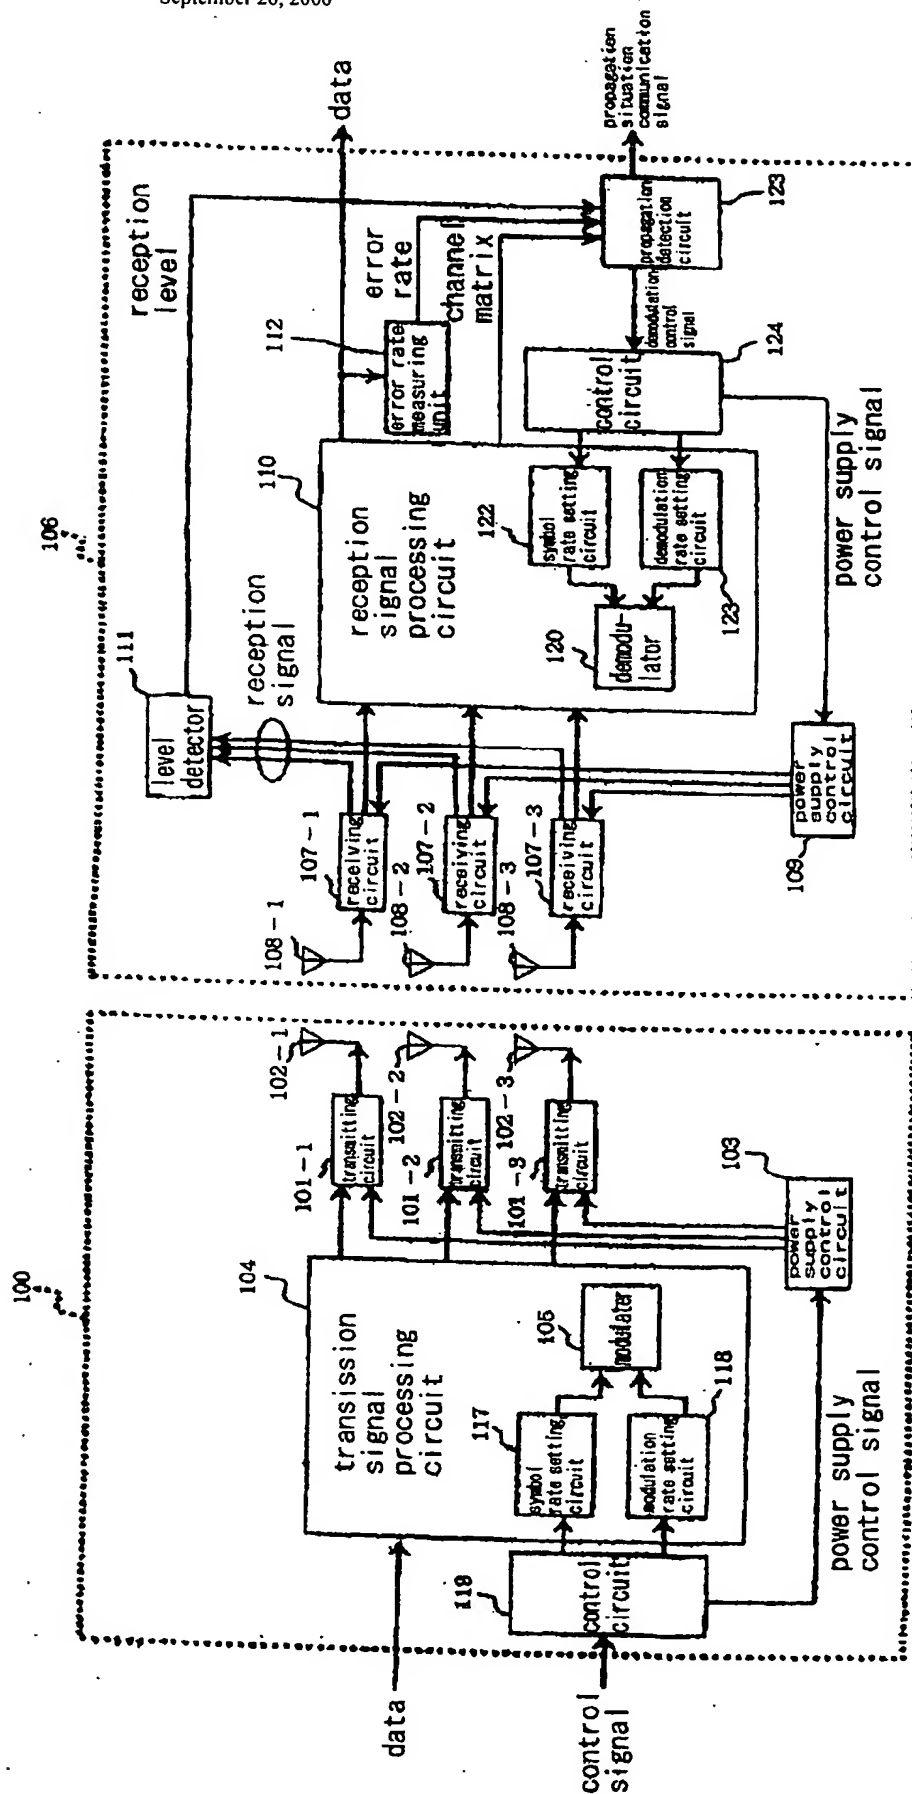 September 26, 2006
100
data
control
signal
119
control
circuit
104
transmission
signal
processing
circuit
117
symbol
rate setting
circuit
118
modulation
rate setting
circuit
105
modulater
power supply
control signal
103
power
supply
control
circuit
101-1
transmitting
circuit
102-1
101-2
transmitting
circuit
102-2
101-3
transmitting
circuit
102-3
106
108-1
107-1
receiving
circuit
108-2
107-2
receiving
circuit
108-3
107-3
receiving
circuit
109
power
supply
control
circuit
111
level
detector
reception
signal
110
reception
signal
processing
circuit
120
demodu-
lator
122
symbol
rate setting
circuit
123
demodulation
rate setting
circuit
112
error rate
measuring
unit
reception
level
error
rate
channel
matrix
124
control
circuit
demodulation
control
signal
123
propagation
detection
circuit
power supply
control signal
data
propagation
situation
communication
signal